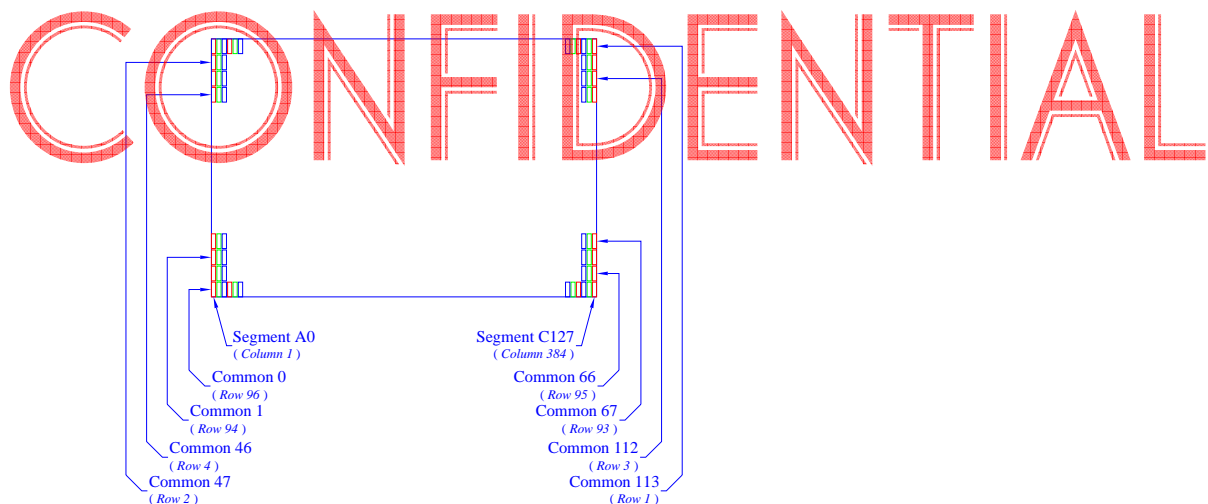 CONFIDENTIAL
Segment A0
( Column 1 )
Segment C127
( Column 384 )
Common 0
( Row 96 )
Common 66
( Row 95 )
Common 1
( Row 94 )
Common 67
( Row 93 )
Common 46
( Row 4 )
Common 112
( Row 3 )
Common 47
( Row 2 )
Common 113
( Row 1 )